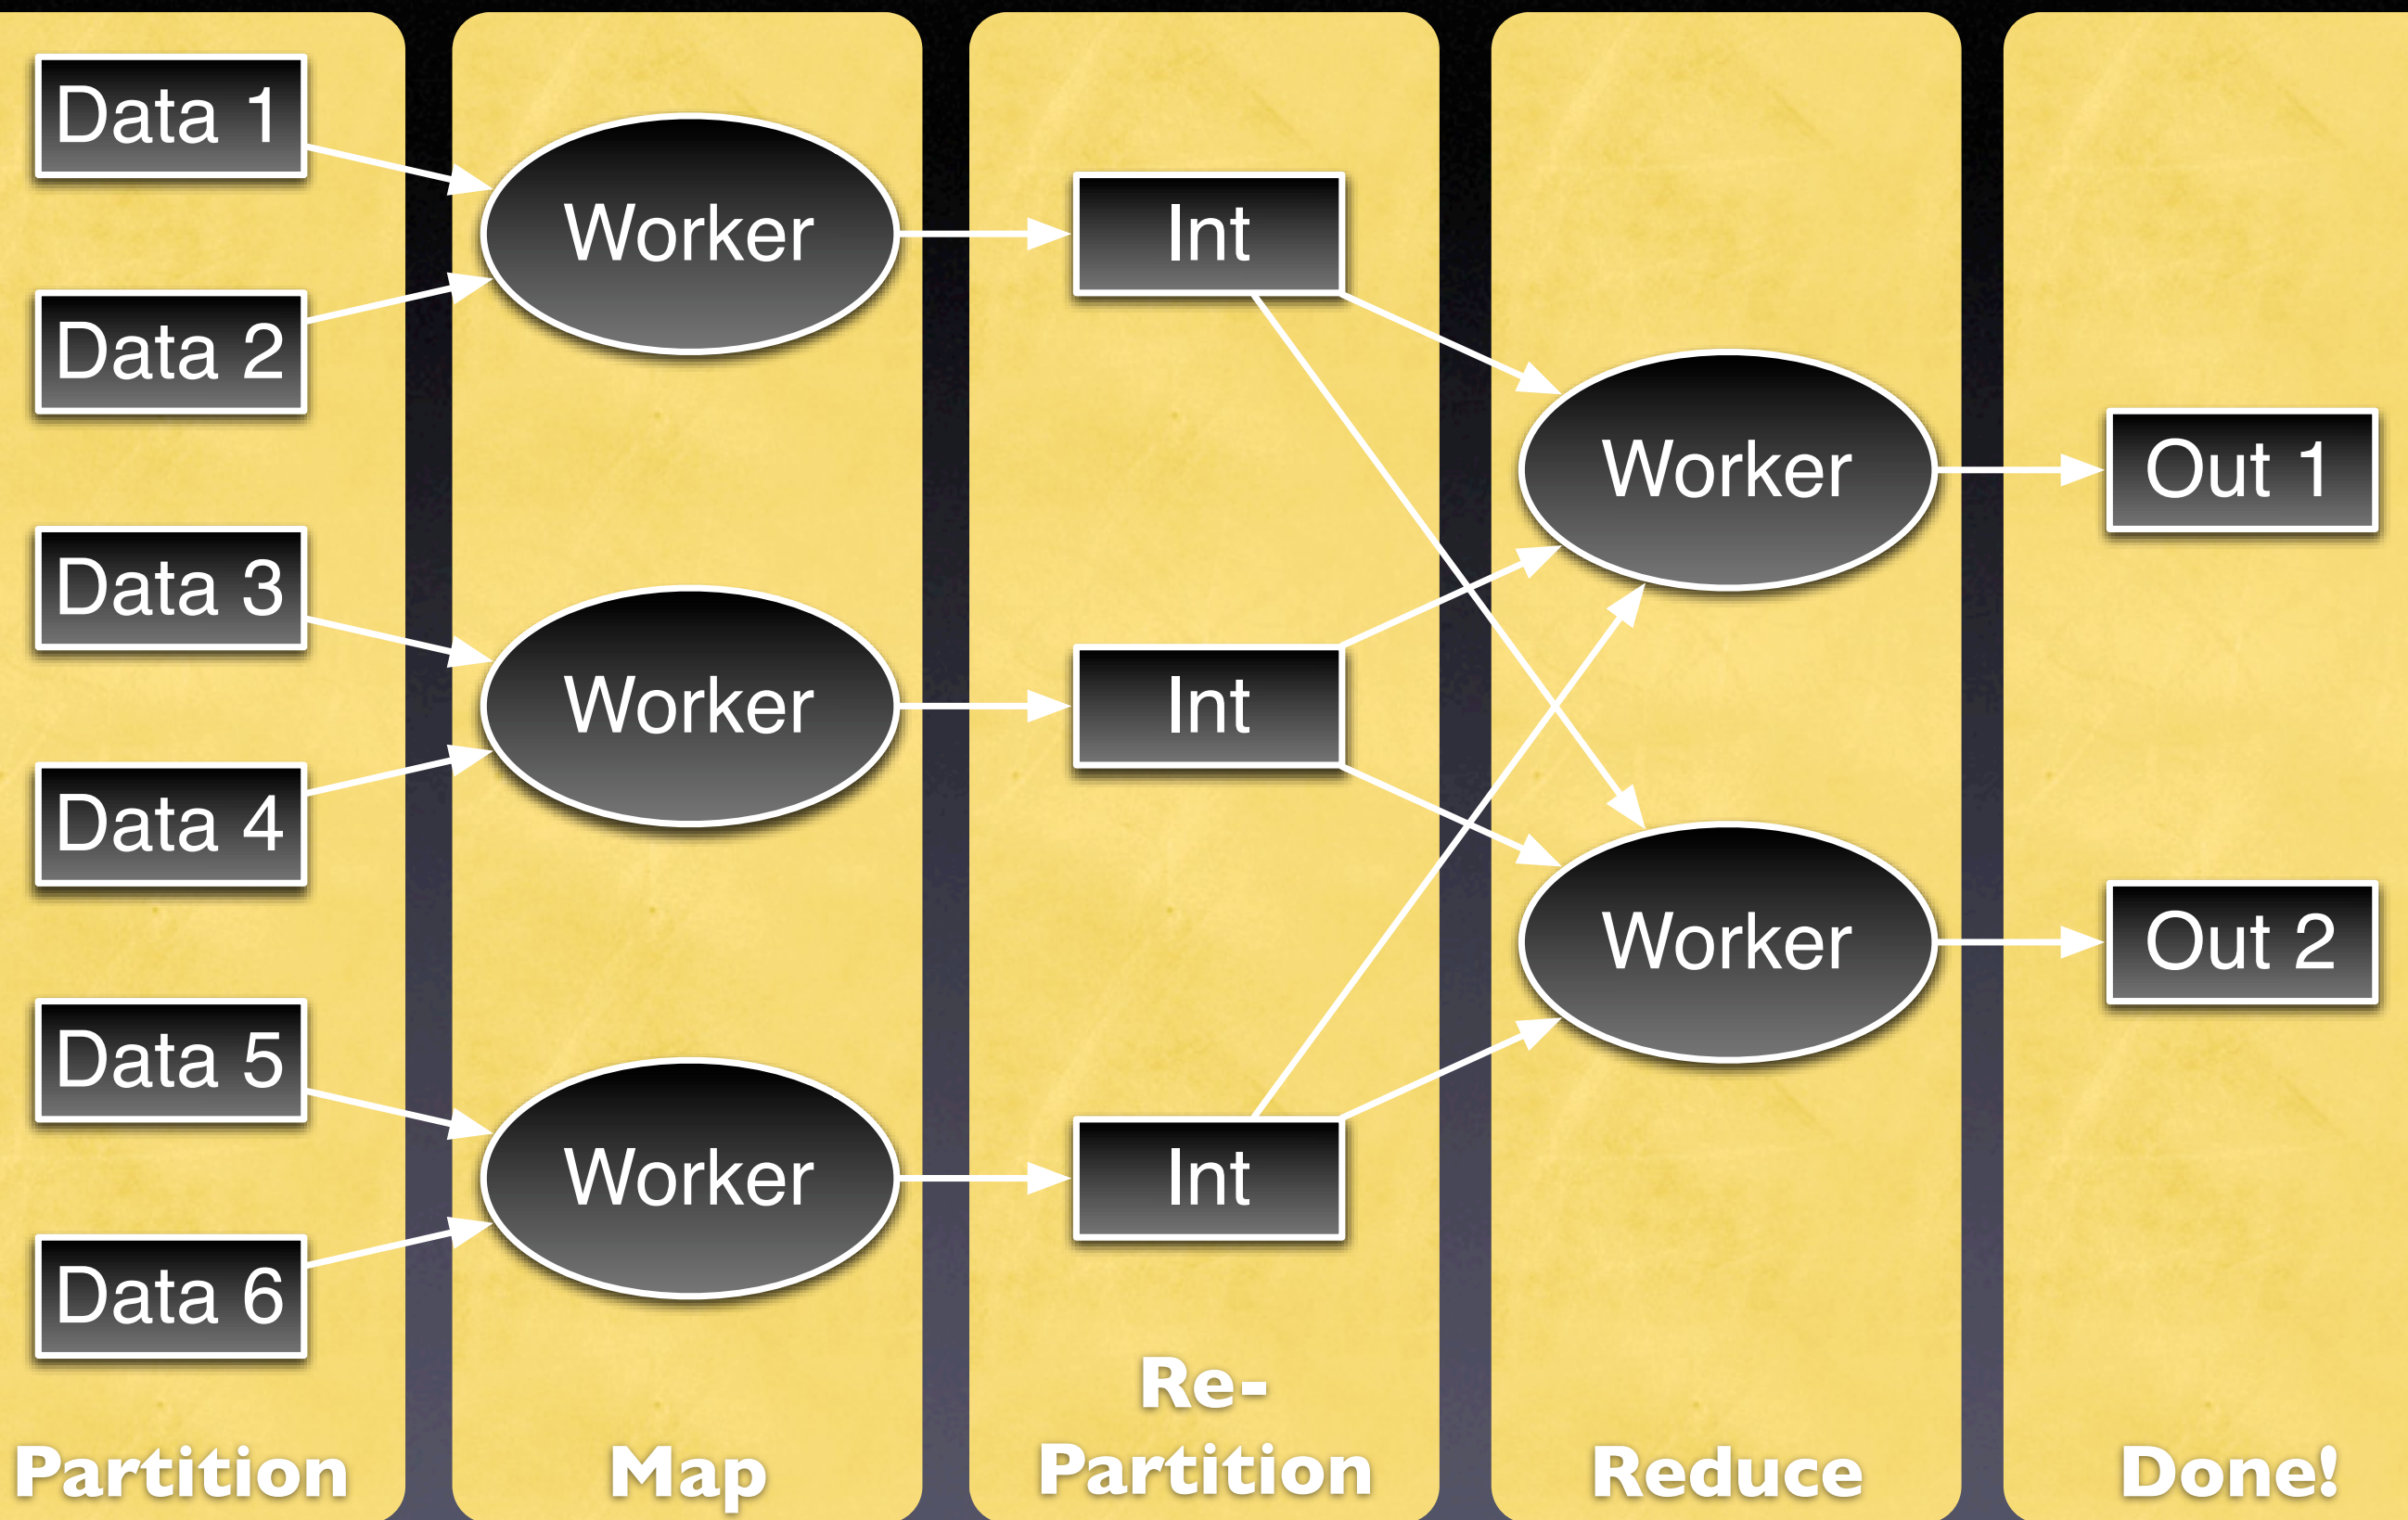 Data 1
Data 2
Data 3
Data 4
Data 5
Data 6
Partition
Worker
Worker
Worker
Map
Int
Int
Int
Re-
Partition
Worker
Worker
Reduce
Out 1
Out 2
Done!